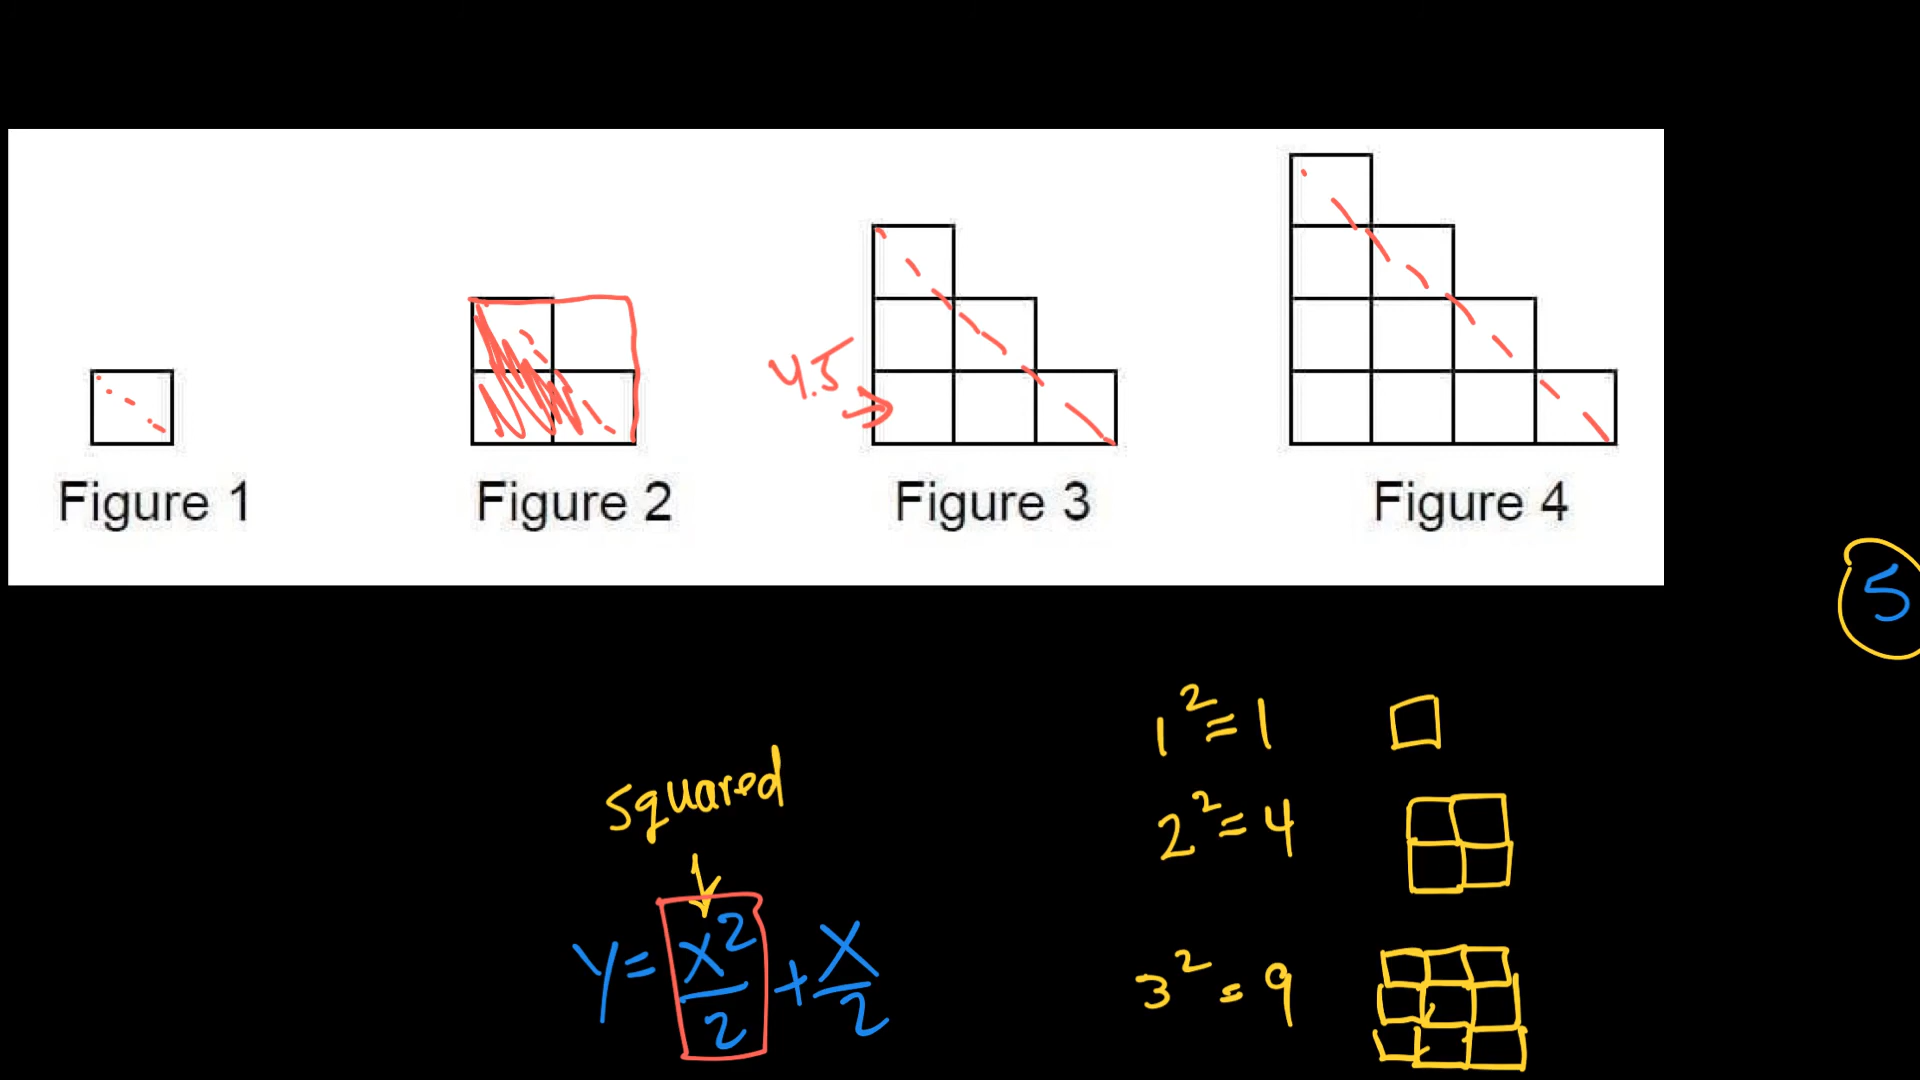 4.5
Figure 1
Figure 2
Figure 3
Figure 4
5
1² = 1
squared
2² = 4
y = x²/2 + x/2
3² = 9